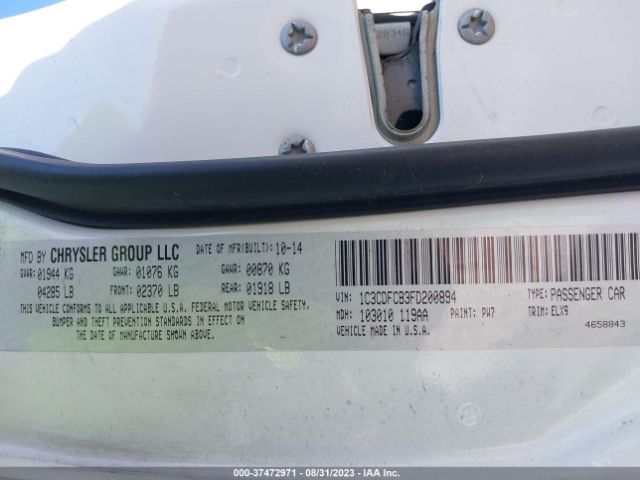 2834C
MFD BY CHRYSLER GROUP LLC DATE OF MFR(BUILT): 10-14
GVWR: 01944 KG GAWR: 01076 KG GAWR: 00870 KG
04285 LB FRONT: 02370 LB REAR: 01918 LB
THIS VEHICLE CONFORMS TO ALL APPLICABLE U.S.A. FEDERAL MOTOR VEHICLE SAFETY,
BUMPER AND THEFT PREVENTION STANDARDS IN EFFECT ON
THE DATE OF MANUFACTURE SHOWN ABOVE.
VIN: 1C3CDFCB3FD200894 TYPE: PASSENGER CAR
MDH: 103010 119AA PAINT: PW7 TRIM: ELX9
VEHICLE MADE IN U.S.A. 4658843
000-37472971 - 08/31/2023 - IAA Inc.